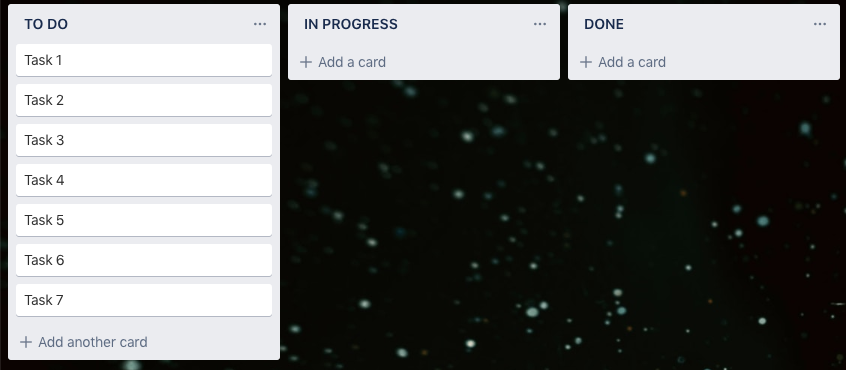 TO DO
Task 1
Task 2
Task 3
Task 4
Task 5
Task 6
Task 7
+ Add another card
IN PROGRESS
+ Add a card
DONE
+ Add a card